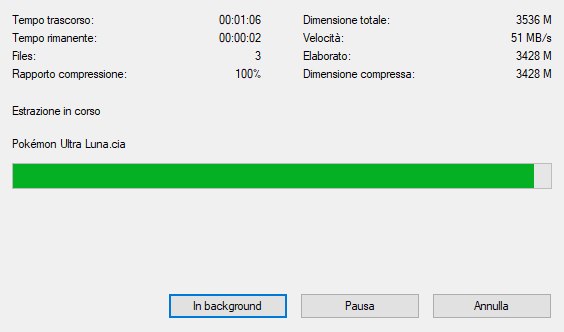 Tempo trascorso: 00:01:06 Dimensione totale: 3536 M
Tempo rimanente: 00:00:02 Velocità: 51 MB/s
Files: 3 Elaborato: 3428 M
Rapporto compressione: 100% Dimensione compressa: 3428 M
Estrazione in corso
Pokémon Ultra Luna.cia
In background Pausa Annulla